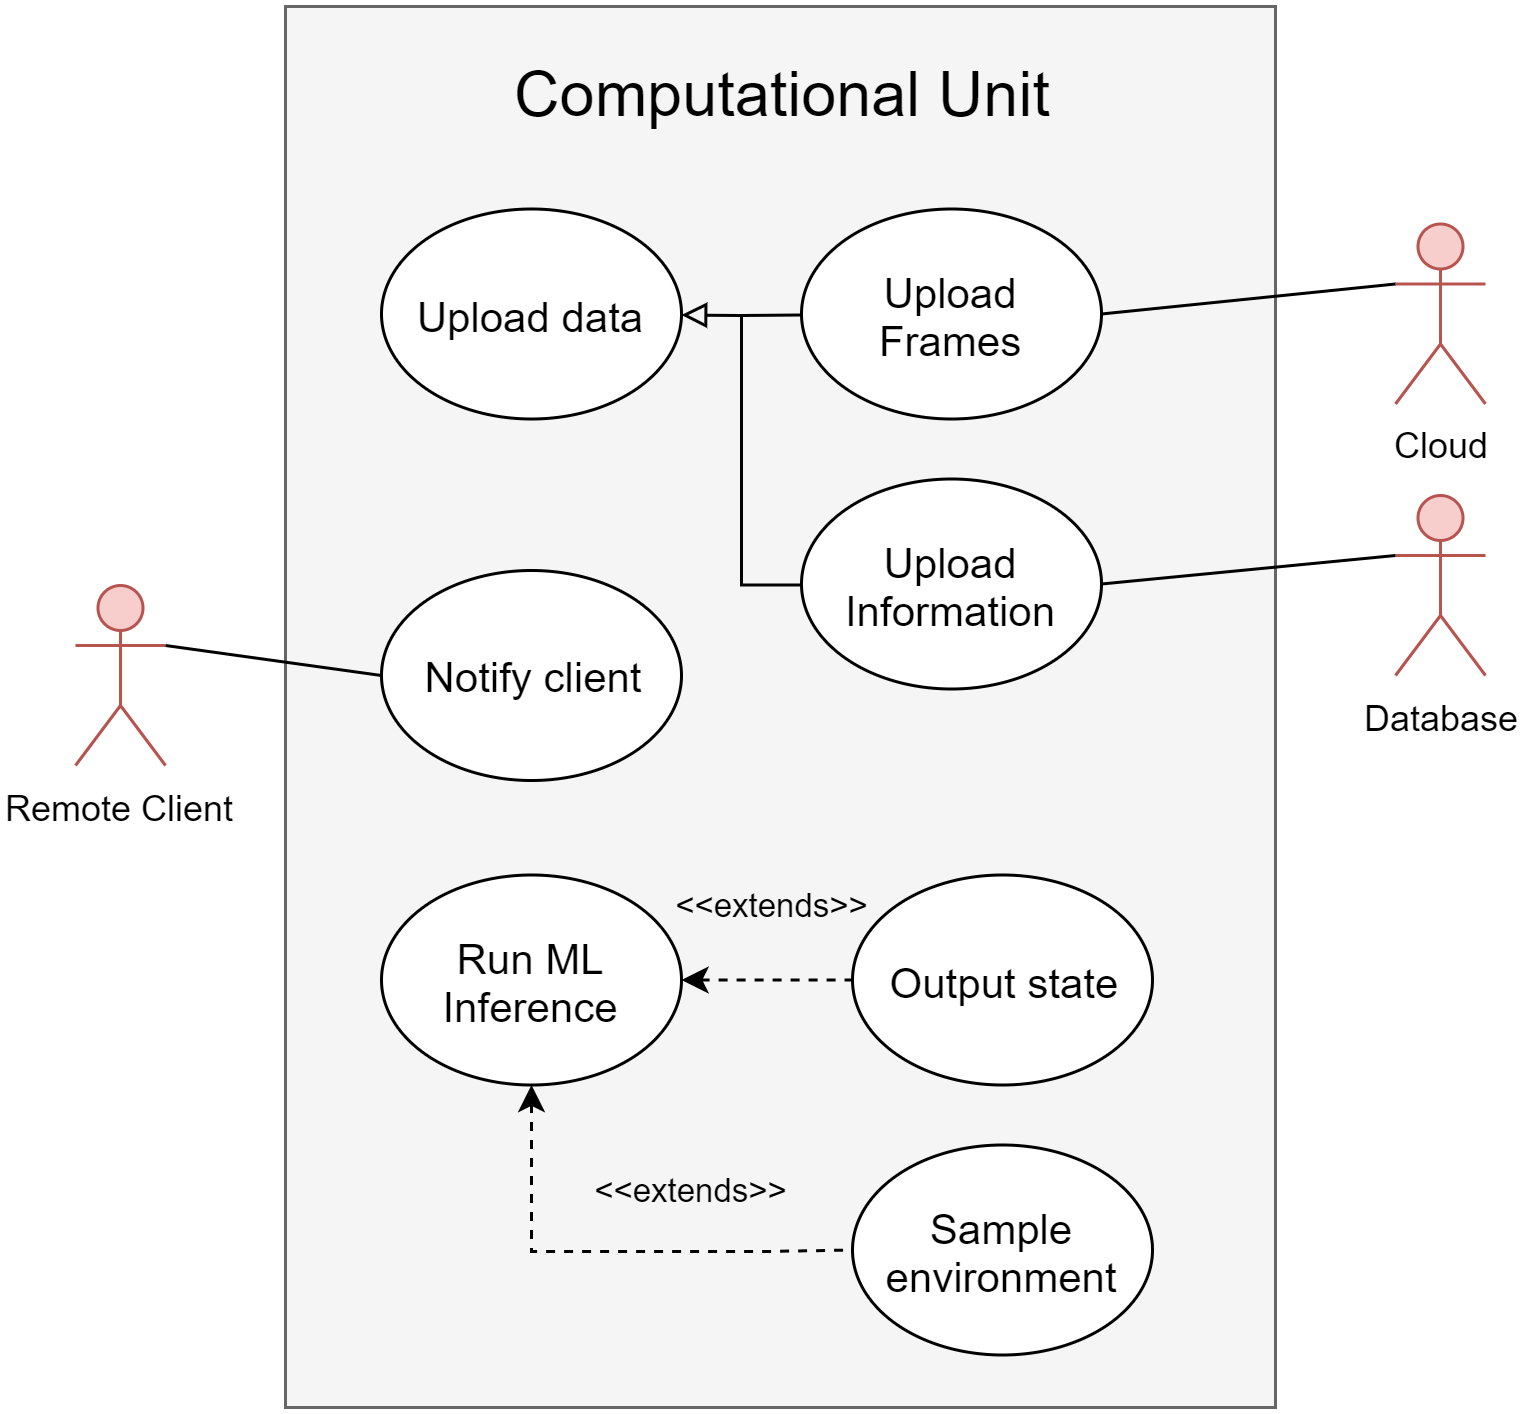 Computational Unit
Upload data
Upload
Frames
Cloud
Upload
Information
Database
Notify client
Remote Client
<<extends>>
Run ML
Inference
Output state
<<extends>>
Sample
environment